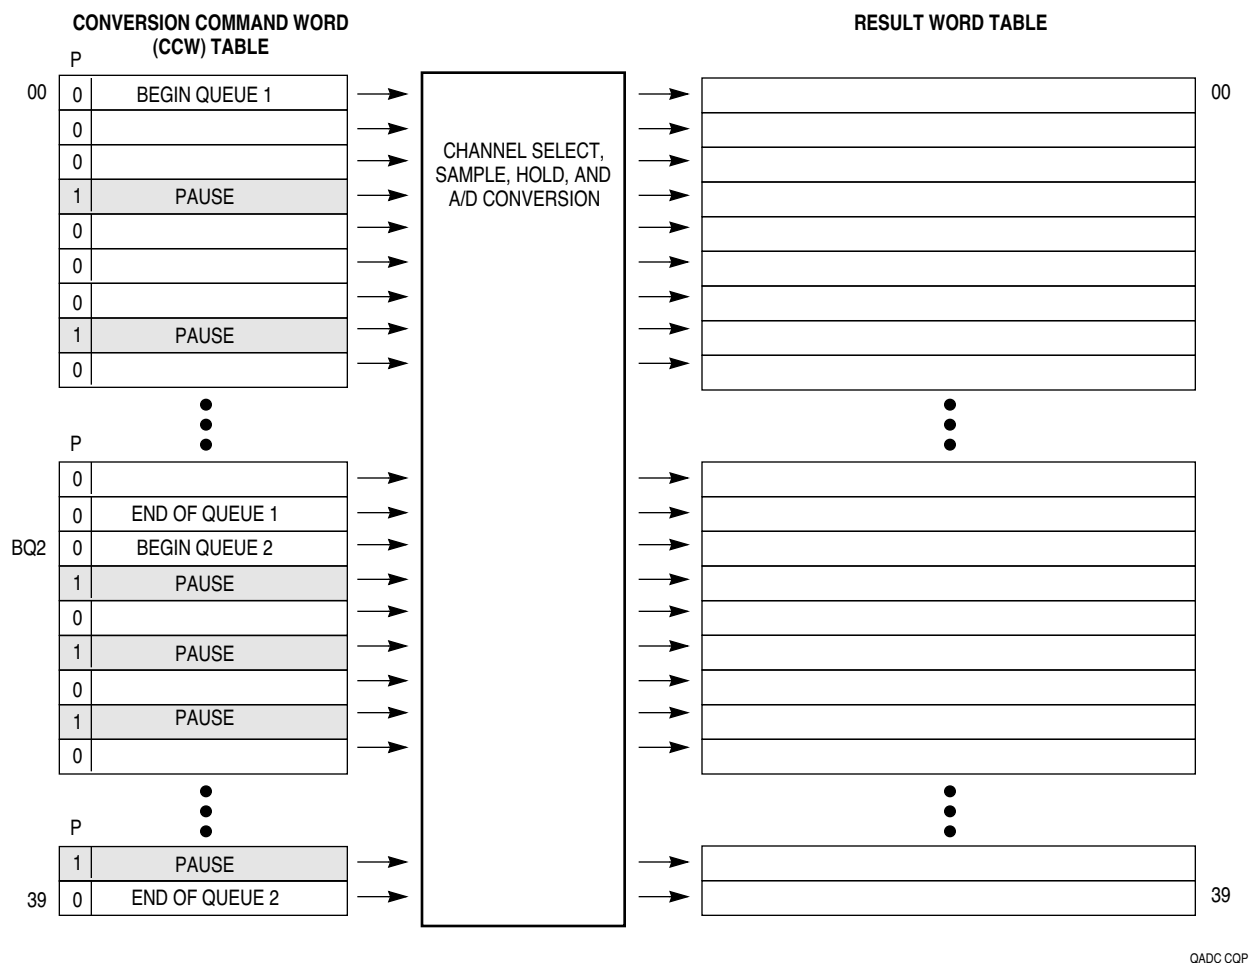 CONVERSION COMMAND WORD
(CCW) TABLE
RESULT WORD TABLE
P
00 0 BEGIN QUEUE 1 00
0
0
CHANNEL SELECT,
SAMPLE, HOLD, AND
A/D CONVERSION
1 PAUSE
0
0
0
1 PAUSE
0
P
0
0 END OF QUEUE 1
BQ2 0 BEGIN QUEUE 2
1 PAUSE
0
1 PAUSE
0
1 PAUSE
0
P
1 PAUSE
39 0 END OF QUEUE 2 39
QADC CQP